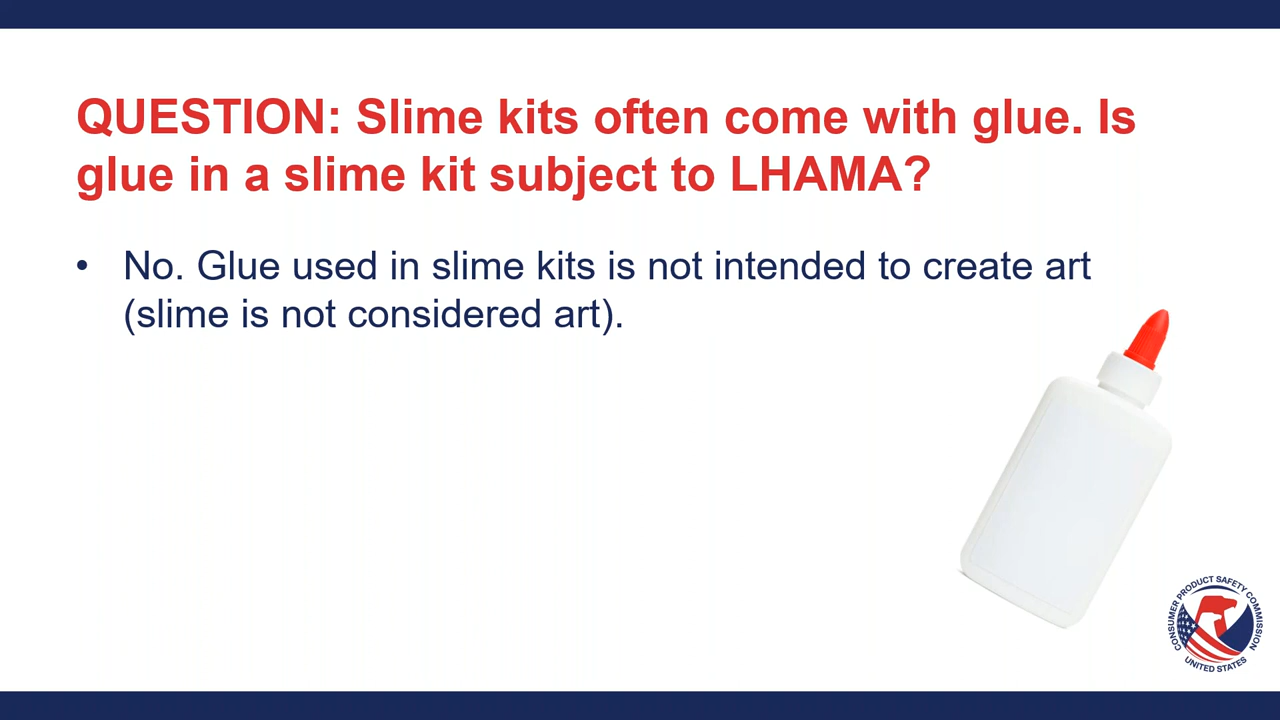 QUESTION: Slime kits often come with glue. Is
glue in a slime kit subject to LHAMA?
• No. Glue used in slime kits is not intended to create art
(slime is not considered art).
CONSUMER PRODUCT SAFETY COMMISSION
UNITED STATES